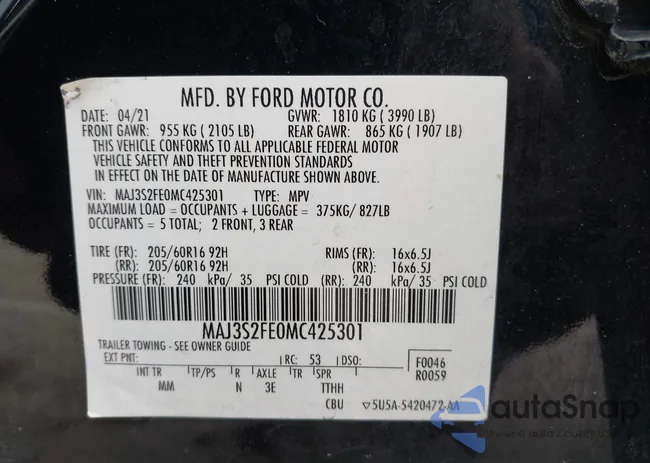 MFD. BY FORD MOTOR CO.
DATE: 04/21 GVWR: 1810 KG ( 3990 LB)
FRONT GAWR: 955 KG ( 2105 LB) REAR GAWR: 865 KG ( 1907 LB)
THIS VEHICLE CONFORMS TO ALL APPLICABLE FEDERAL MOTOR
VEHICLE SAFETY AND THEFT PREVENTION STANDARDS
IN EFFECT ON THE DATE OF MANUFACTURE SHOWN ABOVE.
VIN: MAJ3S2FE0MC425301 TYPE: MPV
MAXIMUM LOAD = OCCUPANTS + LUGGAGE = 375KG/ 827LB
OCCUPANTS = 5 TOTAL; 2 FRONT, 3 REAR
TIRE (FR): 205/60R16 92H RIMS (FR): 16x6.5J
(RR): 205/60R16 92H (RR): 16x6.5J
PRESSURE (FR): 240 kPa/ 35 PSI COLD (RR): 240 kPa/ 35 PSI COLD
MAJ3S2FE0MC425301
TRAILER TOWING - SEE OWNER GUIDE
EXT PNT: RC: 53 DSO: F0046
R0059
INT TR TP/PS R AXLE TR SPR
MM N 3E TTHH
CBU 5U5A-5420472-AA
autaSnap